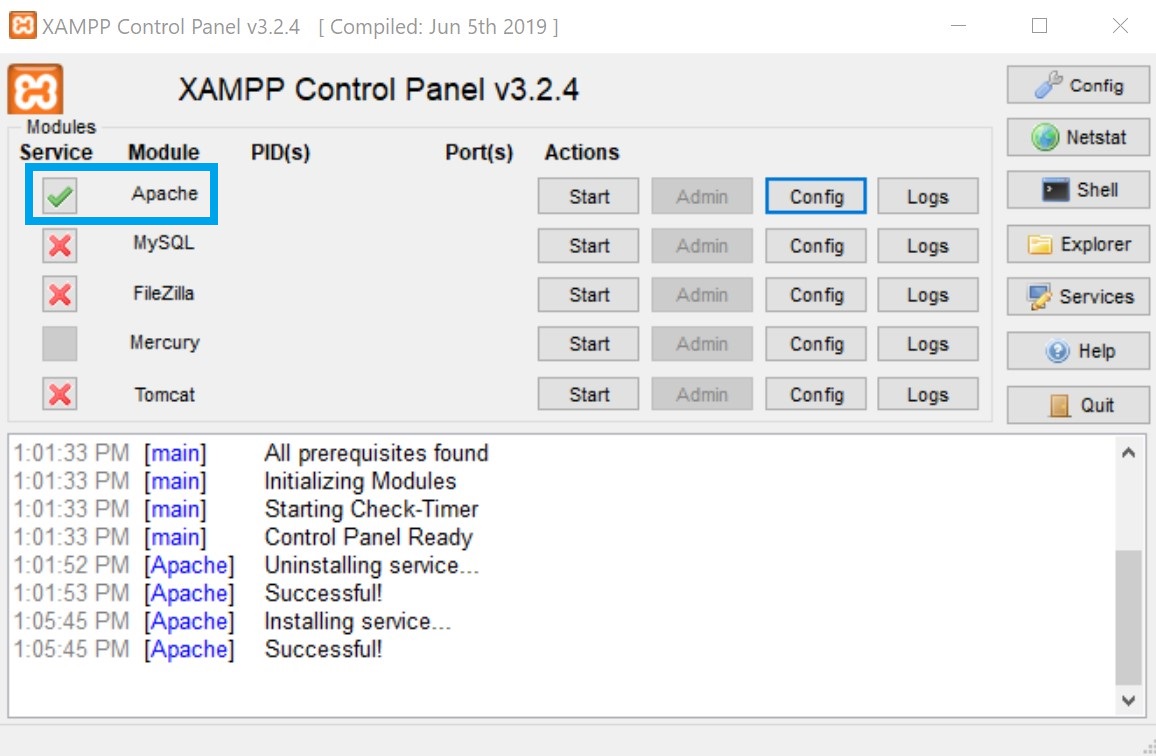 XAMPP Control Panel v3.2.4 [ Compiled: Jun 5th 2019 ]
XAMPP Control Panel v3.2.4
Config
Modules
Service Module PID(s) Port(s) Actions
Netstat
Apache Start Admin Config Logs
Shell
MySQL Start Admin Config Logs
Explorer
FileZilla Start Admin Config Logs
Services
Mercury Start Admin Config Logs
Help
Tomcat Start Admin Config Logs
Quit
1:01:33 PM [main] All prerequisites found
1:01:33 PM [main] Initializing Modules
1:01:33 PM [main] Starting Check-Timer
1:01:33 PM [main] Control Panel Ready
1:01:52 PM [Apache] Uninstalling service...
1:01:53 PM [Apache] Successful!
1:05:45 PM [Apache] Installing service...
1:05:45 PM [Apache] Successful!